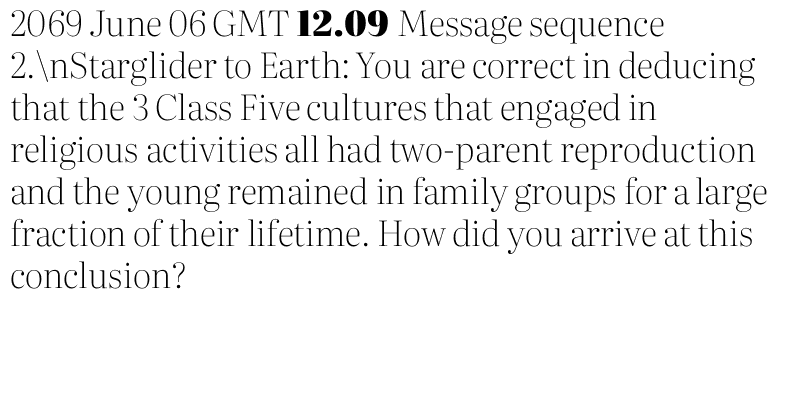 2069 June 06 GMT 12.09 Message sequence
2.\nStarglider to Earth: You are correct in deducing
that the 3 Class Five cultures that engaged in
religious activities all had two-parent reproduction
and the young remained in family groups for a large
fraction of their lifetime. How did you arrive at this
conclusion?